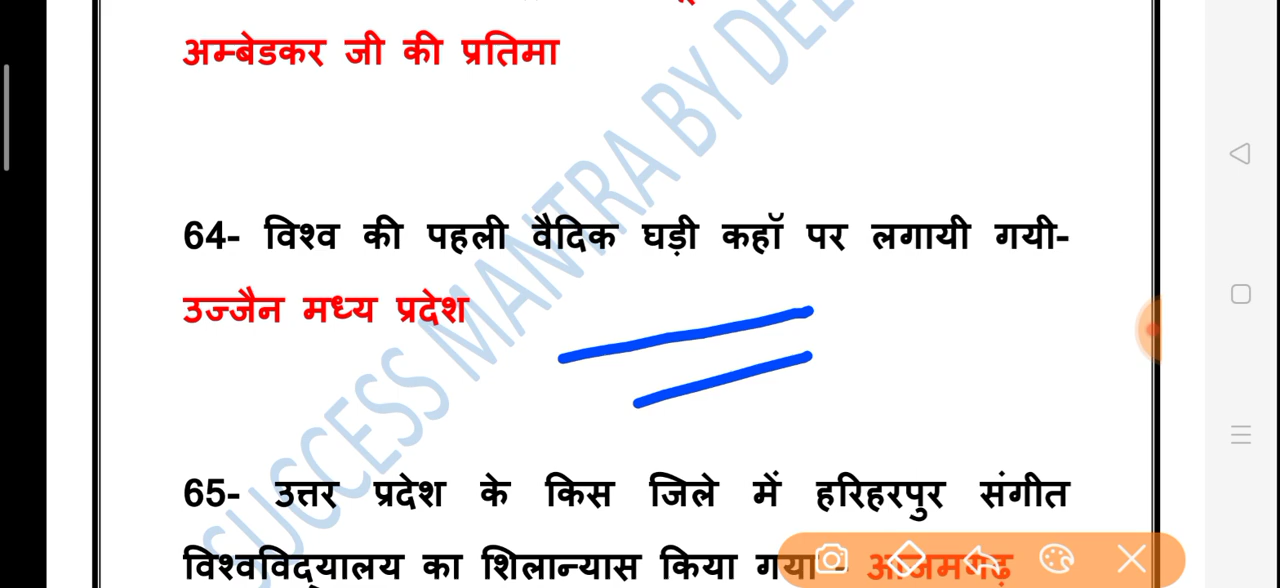 अम्बेडकर जी की प्रतिमा
SUCCESS MANTRA BY
64- विश्व की पहली वैदिक घड़ी कहॉ पर लगायी गयी-
उज्जैन मध्य प्रदेश
65- उत्तर प्रदेश के किस जिले में हरिहरपुर संगीत
विश्वविद्यालय का शिलान्यास किया गया- आजमगढ़